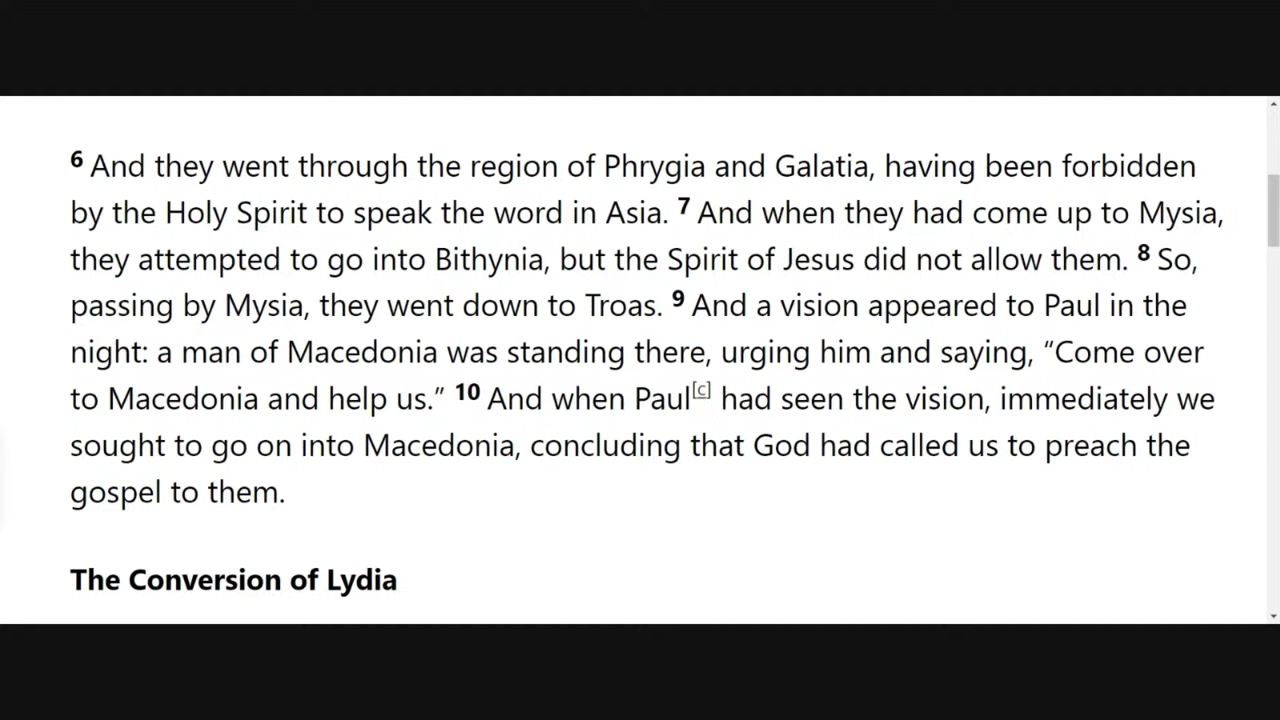 6 And they went through the region of Phrygia and Galatia, having been forbidden
by the Holy Spirit to speak the word in Asia. 7 And when they had come up to Mysia,
they attempted to go into Bithynia, but the Spirit of Jesus did not allow them. 8 So,
passing by Mysia, they went down to Troas. 9 And a vision appeared to Paul in the
night: a man of Macedonia was standing there, urging him and saying, “Come over
to Macedonia and help us.” 10 And when Paul[c] had seen the vision, immediately we
sought to go on into Macedonia, concluding that God had called us to preach the
gospel to them.
The Conversion of Lydia